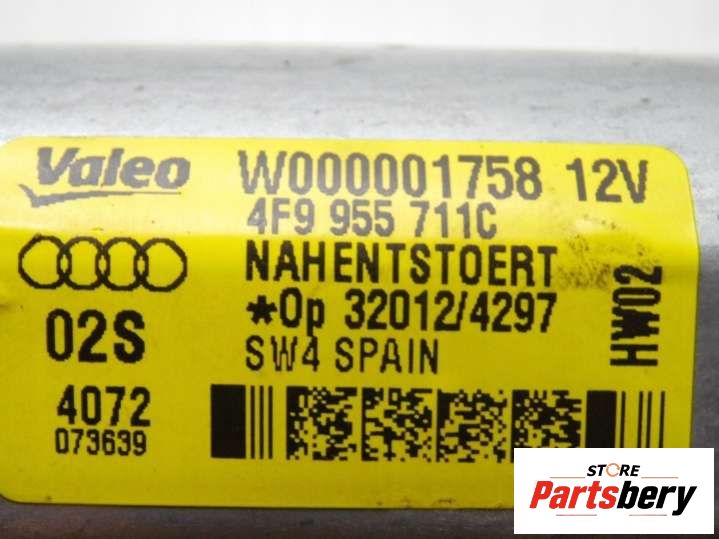 Valeo W000001758 12V
4F9 955 711C
NAHENTSTOERT
02S *Op 32012/4297
SW4 SPAIN
4072
073639
HW02
STORE
Partsbery